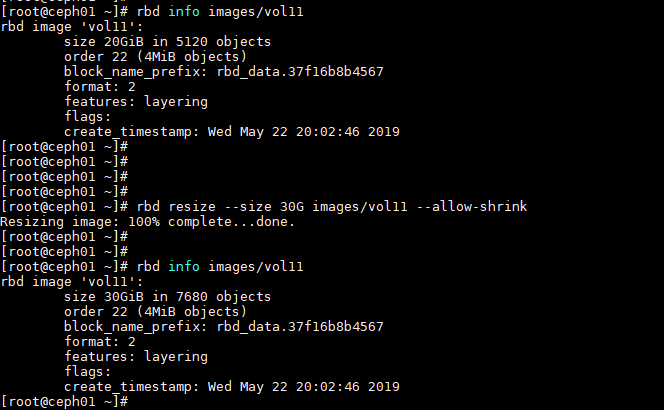 [root@ceph01 ~]#
[root@ceph01 ~]# rbd info images/vol11
rbd image 'vol11':
        size 20GiB in 5120 objects
        order 22 (4MiB objects)
        block_name_prefix: rbd_data.37f16b8b4567
        format: 2
        features: layering
        flags:
        create_timestamp: Wed May 22 20:02:46 2019
[root@ceph01 ~]#
[root@ceph01 ~]#
[root@ceph01 ~]#
[root@ceph01 ~]#
[root@ceph01 ~]# rbd resize --size 30G images/vol11 --allow-shrink
Resizing image: 100% complete...done.
[root@ceph01 ~]#
[root@ceph01 ~]#
[root@ceph01 ~]# rbd info images/vol11
rbd image 'vol11':
        size 30GiB in 7680 objects
        order 22 (4MiB objects)
        block_name_prefix: rbd_data.37f16b8b4567
        format: 2
        features: layering
        flags:
        create_timestamp: Wed May 22 20:02:46 2019
[root@ceph01 ~]#